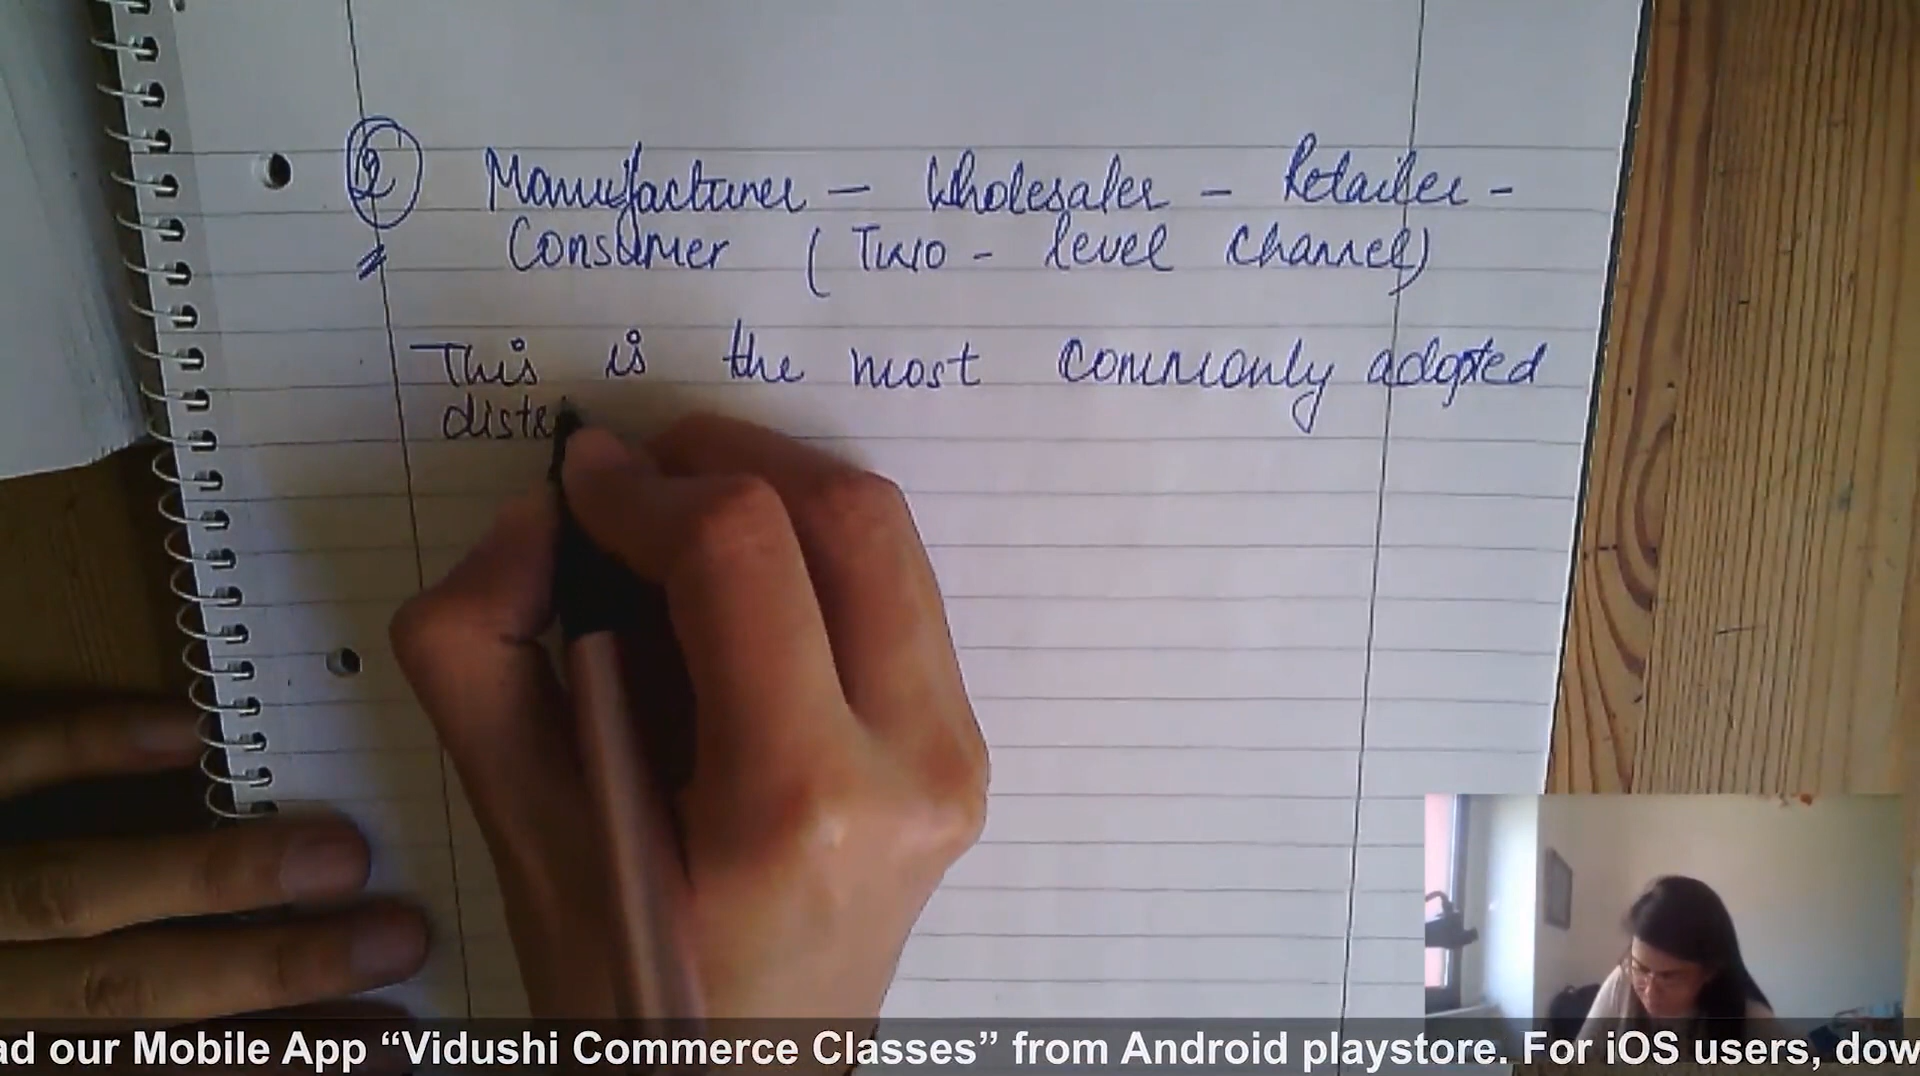 ② Manufacturer - Wholesaler - Retailer -
Consumer (Two - level Channel)
This is the most commonly adopted
ad our Mobile App “Vidushi Commerce Classes” from Android playstore. For iOS users, dow